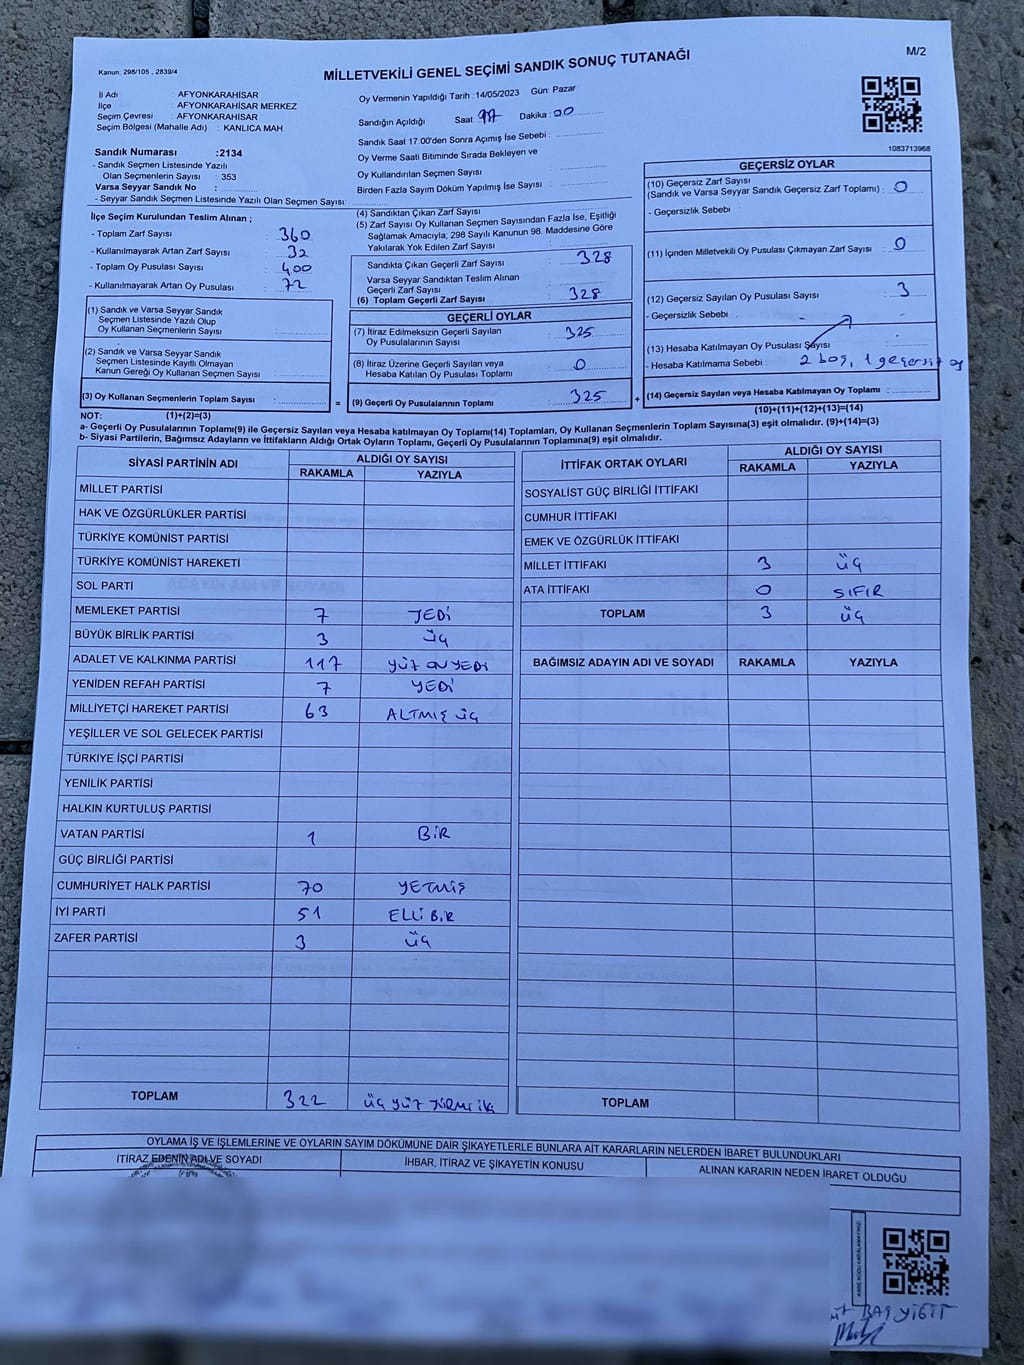 Kanun: 298/105 , 2839/4
MİLLETVEKİLİ GENEL SEÇİMİ SANDIK SONUÇ TUTANAĞI
M/2
İl Adı : AFYONKARAHİSAR
İlçe : AFYONKARAHİSAR MERKEZ
Seçim Çevresi : AFYONKARAHİSAR
Seçim Bölgesi (Mahalle Adı) : KANLICA MAH
Sandık Numarası :2134
- Sandık Seçmen Listesinde Yazılı
Olan Seçmenlerin Sayısı : 353
Varsa Seyyar Sandık No :
- Seyyar Sandık Seçmen Listesinde Yazılı Olan Seçmen Sayısı:
Oy Vermenin Yapıldığı Tarih : 14/05/2023 Gün: Pazar
Sandığın Açıldığı Saat: 17 Dakika: 00
Sandık Saat 17:00'den Sonra Açımış İse Sebebi :
Oy Verme Saati Bitiminde Sırada Bekleyen ve
Oy Kullandırılan Seçmen Sayısı
Birden Fazla Sayım Döküm Yapılmış İse Sayısı :
1083713968
İlçe Seçim Kurulundan Teslim Alınan ;
- Toplam Zarf Sayısı : 360
- Kullanılmayarak Artan Zarf Sayısı : 32
- Toplam Oy Pusulası Sayısı : 400
- Kullanılmayarak Artan Oy Pusulası : 72
(1) Sandık ve Varsa Seyyar Sandık
Seçmen Listesinde Yazılı Olup
Oy Kullanan Seçmenlerin Sayısı :
(2) Sandık ve Varsa Seyyar Sandık
Seçmen Listesinde Kayıtlı Olmayan
Kanun Gereği Oy Kullanan Seçmen Sayısı :
(3) Oy Kullanan Seçmenlerin Toplam Sayısı : =
(4) Sandıktan Çıkan Zarf Sayısı
(5) Zarf Sayısı Oy Kullanan Seçmen Sayısından Fazla İse, Eşitliği
Sağlamak Amacıyla, 298 Sayılı Kanunun 98. Maddesine Göre
Yakılarak Yok Edilen Zarf Sayısı :
Sandıkta Çıkan Geçerli Zarf Sayısı : 328
Varsa Seyyar Sandıktan Teslim Alınan
Geçerli Zarf Sayısı :
(6) Toplam Geçerli Zarf Sayısı : 328
GEÇERLİ OYLAR
(7) İtiraz Edilmeksizin Geçerli Sayılan
Oy Pusulalarının Sayısı : 325
(8) İtiraz Üzerine Geçerli Sayılan veya
Hesaba Katılan Oy Pusulası Toplamı : 0
(9) Geçerli Oy Pusulalarının Toplamı : 325 +
GEÇERSİZ OYLAR
(10) Geçersiz Zarf Sayısı
(Sandık ve Varsa Seyyar Sandık Geçersiz Zarf Toplamı) : 0
- Geçersizlik Sebebi :
(11) İçinden Milletvekili Oy Pusulası Çıkmayan Zarf Sayısı : 0
(12) Geçersiz Sayılan Oy Pusulası Sayısı : 3
- Geçersizlik Sebebi :
(13) Hesaba Katılmayan Oy Pusulası Sayısı :
- Hesaba Katılmama Sebebi : 2 boş, 1 geçersiz oy
(14) Geçersiz Sayılan veya Hesaba Katılmayan Oy Toplamı :
NOT: (1)+(2)=(3)
(10)+(11)+(12)+(13)=(14)
a- Geçerli Oy Pusulalarının Toplamı(9) ile Geçersiz Sayılan veya Hesaba katılmayan Oy Toplamı(14) Toplamları, Oy Kullanan Seçmenlerin Toplam Sayısına(3) eşit olmalıdır. (9)+(14)=(3)
b- Siyasi Partilerin, Bağımsız Adayların ve İttifakların Aldığı Ortak Oyların Toplamı, Geçerli Oy Pusulalarının Toplamına(9) eşit olmalıdır.
SİYASİ PARTİNİN ADI ALDIĞI OY SAYISI
RAKAMLA YAZIYLA
MİLLET PARTİSİ
HAK VE ÖZGÜRLÜKLER PARTİSİ
TÜRKİYE KOMÜNİST PARTİSİ
TÜRKİYE KOMÜNİST HAREKETİ
SOL PARTİ
MEMLEKET PARTİSİ 7 YEDİ
BÜYÜK BİRLİK PARTİSİ 3 ÜÇ
ADALET VE KALKINMA PARTİSİ 117 YÜZ ONYEDİ
YENİDEN REFAH PARTİSİ 7 YEDİ
MİLLİYETÇİ HAREKET PARTİSİ 63 ALTMIŞ ÜÇ
YEŞİLLER VE SOL GELECEK PARTİSİ
TÜRKİYE İŞÇİ PARTİSİ
YENİLİK PARTİSİ
HALKIN KURTULUŞ PARTISI
VATAN PARTİSİ 1 BİR
GÜÇ BİRLİĞİ PARTİSİ
CUMHURİYET HALK PARTİSİ 70 YETMİŞ
İYİ PARTİ 51 ELLİ BİR
ZAFER PARTİSİ 3 ÜÇ
TOPLAM 322 ÜÇ YÜZ YİRMİ İKİ
İTTİFAK ORTAK OYLARI ALDIĞI OY SAYISI
RAKAMLA YAZIYLA
SOSYALİST GÜÇ BİRLİĞİ İTTİFAKI
CUMHUR İTTİFAKI
EMEK VE ÖZGÜRLÜK İTTİFAKI
MİLLET İTTİFAKI 3 ÜÇ
ATA İTTİFAKI 0 SIFIR
TOPLAM 3 ÜÇ
BAĞIMSIZ ADAYIN ADI VE SOYADI RAKAMLA YAZIYLA
TOPLAM
OYLAMA İŞ VE İŞLEMLERİNE VE OYLARIN SAYIM DÖKÜMÜNE DAİR ŞİKAYETLERLE BUNLARA AİT KARARLARIN NELERDEN İBARET BULUNDUKLARI
İTİRAZ EDENİN ADI VE SOYADI İHBAR, İTİRAZ VE ŞİKAYETİN KONUSU ALINAN KARARIN NEDEN İBARET OLDUĞU
KARE KODU KARALAMAYINIZ!
BAŞYİĞİT